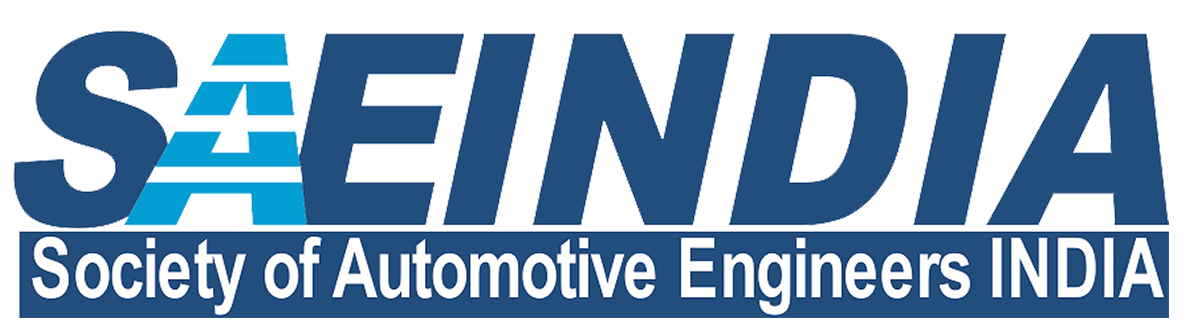 SAEINDIA
Society of Automotive Engineers INDIA